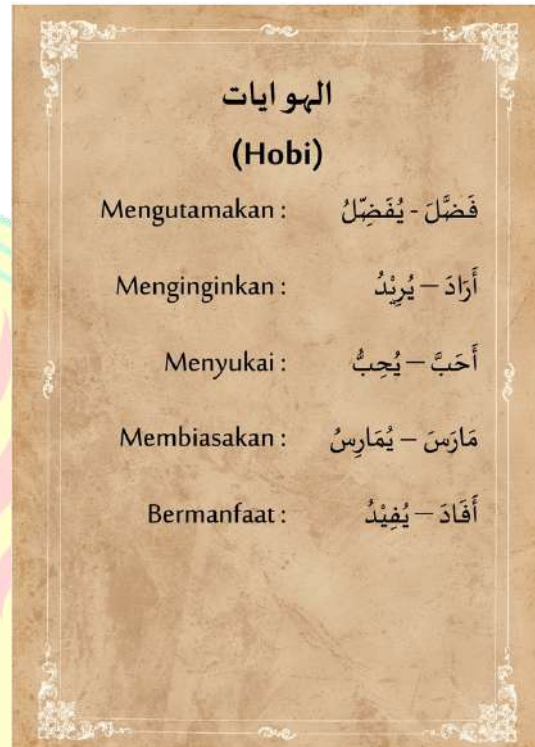 الهوايات
(Hobi)
فَضَّلَ - يُفَضِّلُ : Mengutamakan
أَرَادَ – يُرِيْدُ : Menginginkan
أَحَبَّ – يُحِبُّ : Menyukai
مَارَسَ – يُمَارِسُ : Membiasakan
أَفَادَ – يُفِيْدُ : Bermanfaat